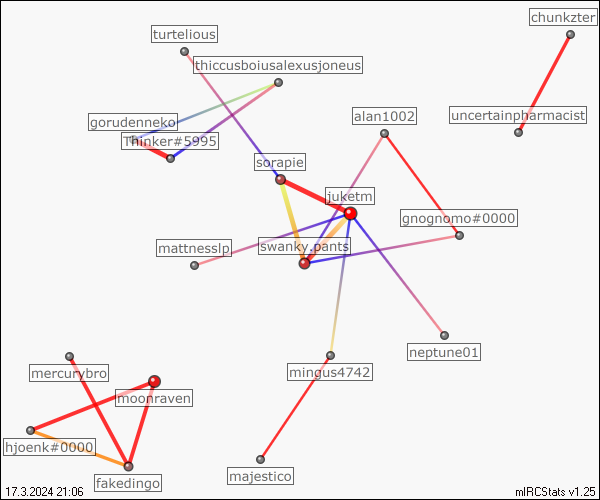 chunkzter
turtelious
thiccusboiusalexusjoneus
alan1002
uncertainpharmacist
gorudenneko
Thinker#5995
sorapie
juketm
gnognomo#0000
mattnesslp
swanky.pants
neptune01
mercurybro
mingus4742
moonraven
hjoenk#0000
majestico
fakedingo
17.3.2024 21:06
mIRCStats v1.25